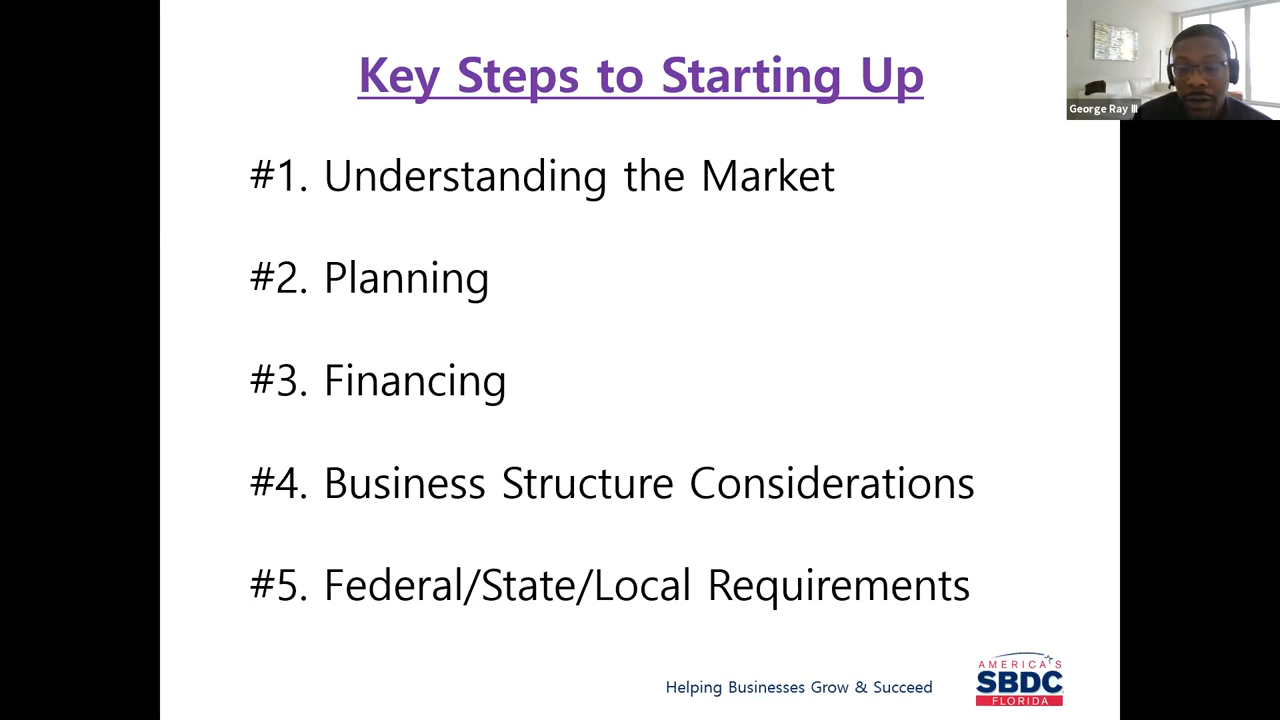 Key Steps to Starting Up
George Ray III
#1. Understanding the Market
#2. Planning
#3. Financing
#4. Business Structure Considerations
#5. Federal/State/Local Requirements
Helping Businesses Grow & Succeed
AMERICA'S
SBDC
FLORIDA